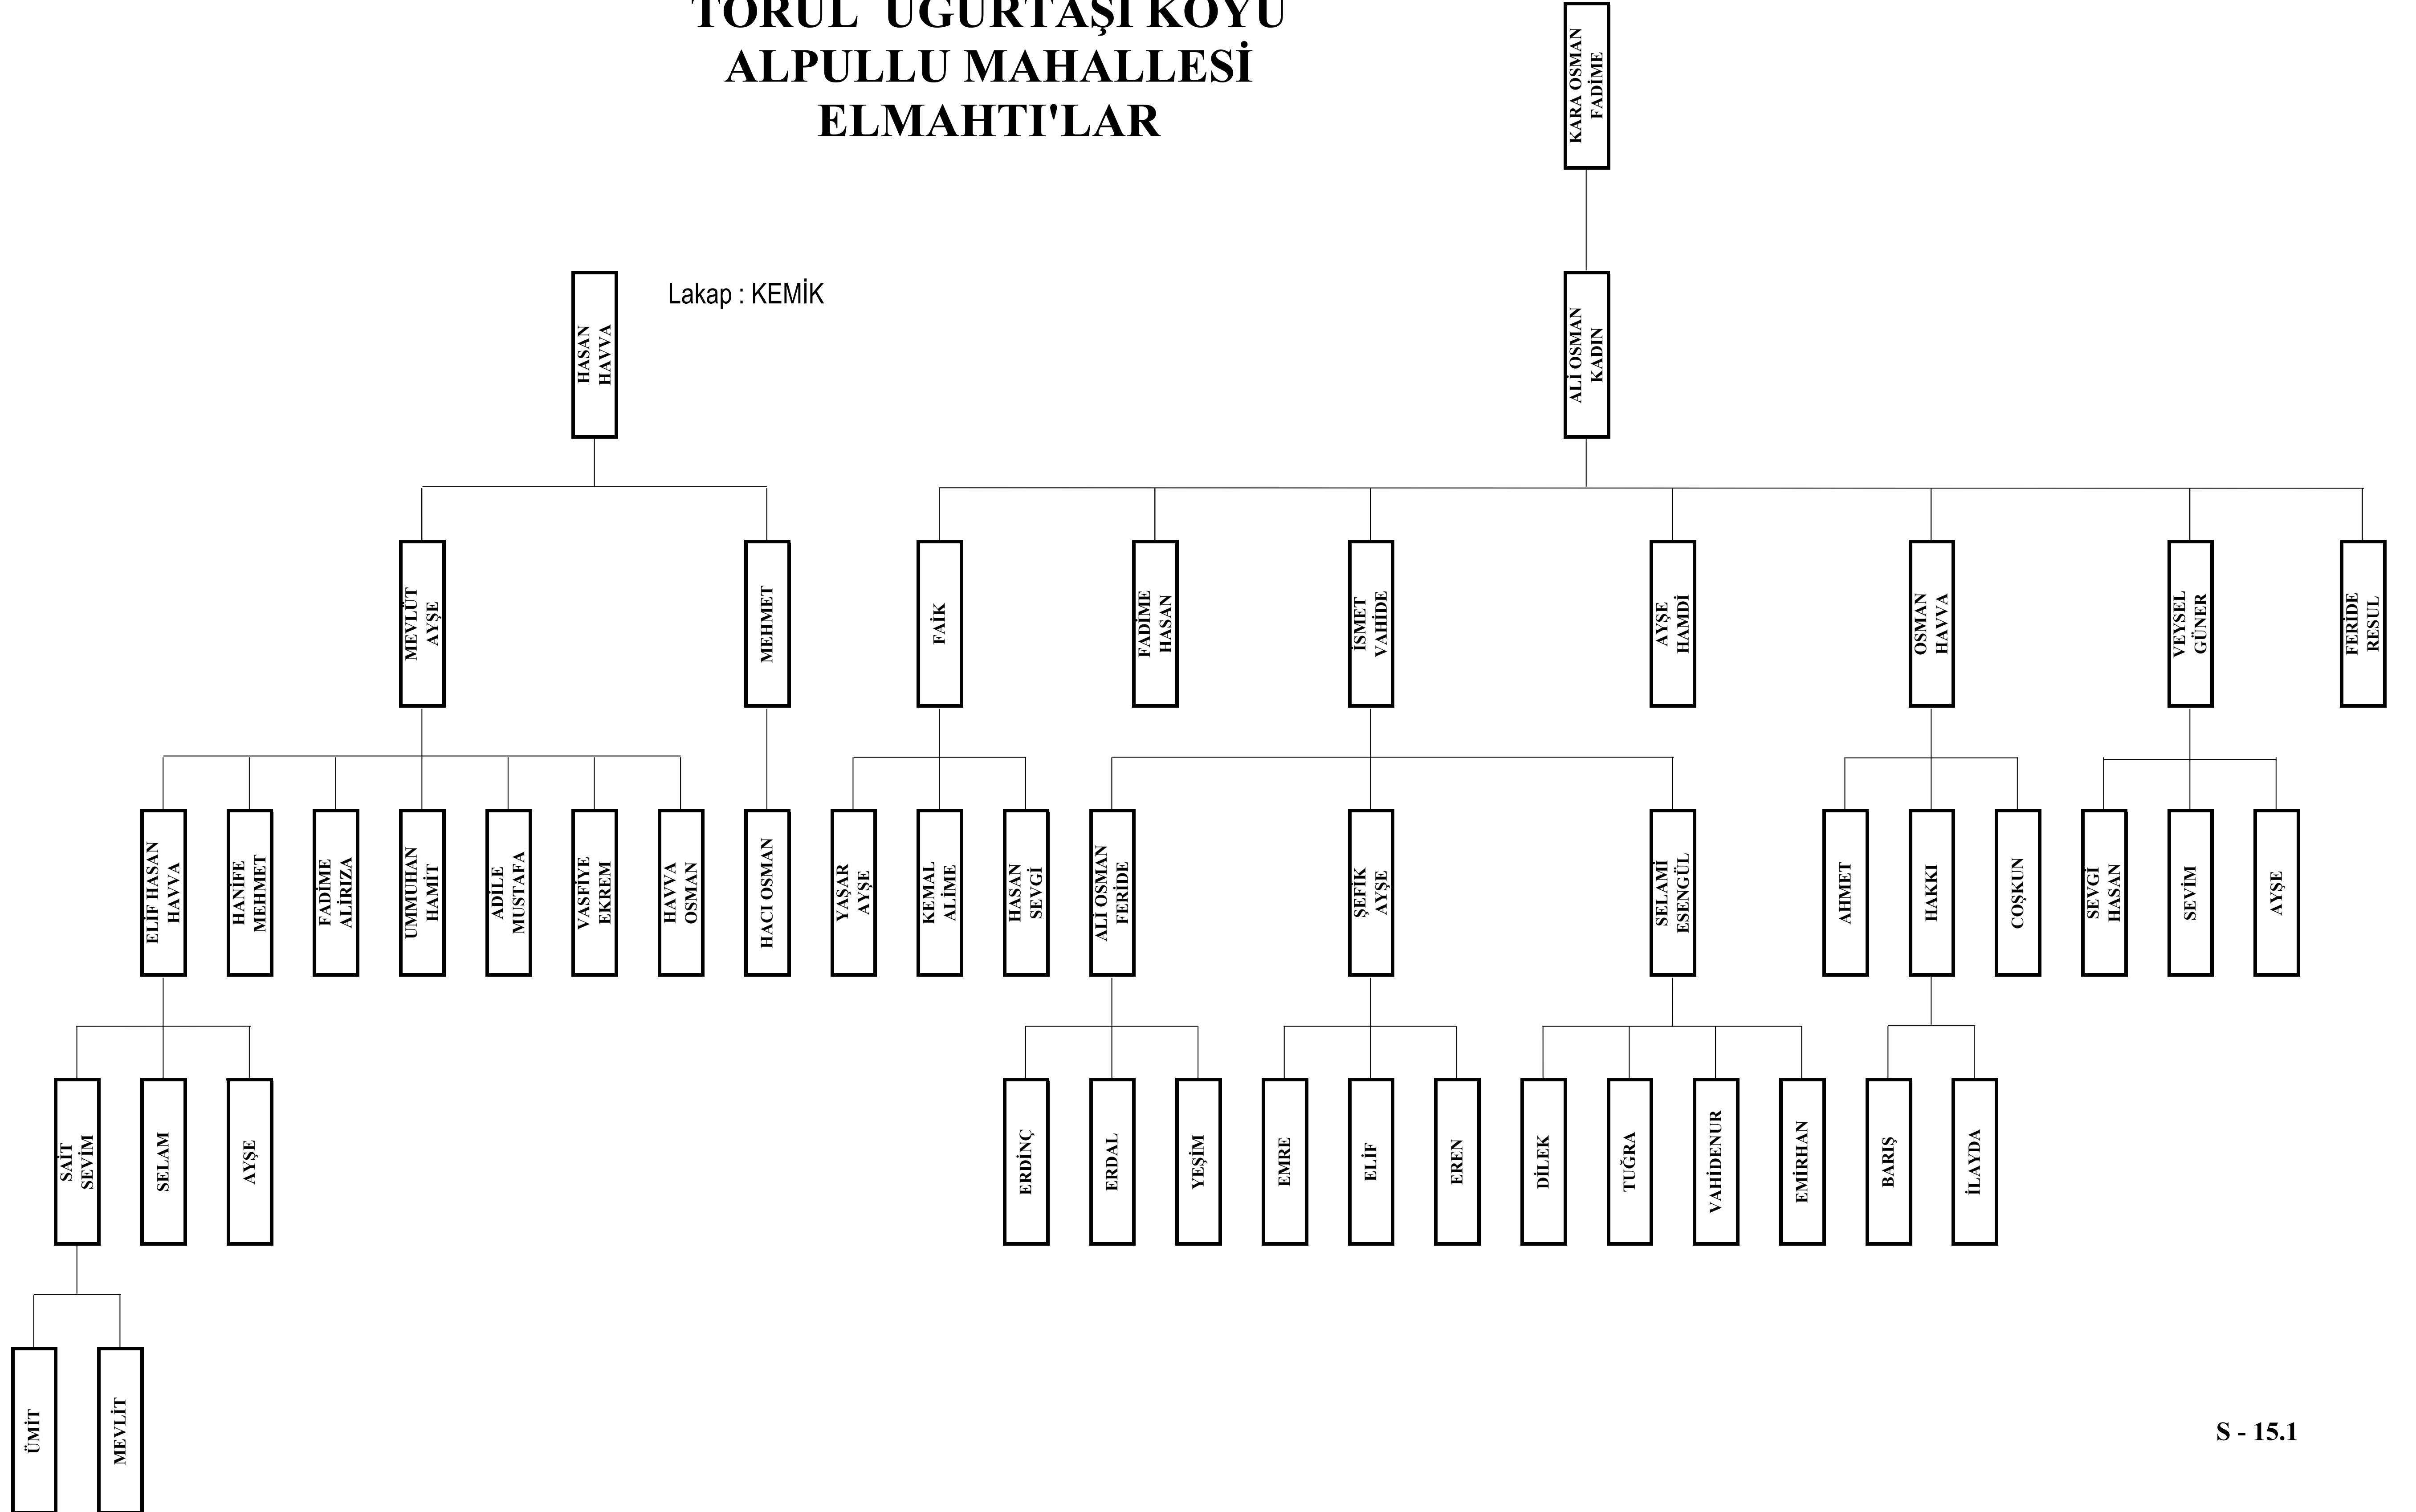 TORUL UĞURTAŞI KÖYÜ
ALPULLU MAHALLESİ
ELMAHTI'LAR
KARA OSMAN
FADİME
HASAN
HAVVA
Lakap : KEMİK
ALİ OSMAN
KADIN
MEVLÜT
AYŞE
MEHMET
FAİK
FADİME
HASAN
İSMET
VAHİDE
AYŞE
HAMDİ
OSMAN
HAVVA
VEYSEL
GÜNER
FERİDE
RESUL
ELİF HASAN
HAVVA
HANİFE
MEHMET
FADİME
ALİRIZA
UMMUHAN
HAMİT
ADİLE
MUSTAFA
VASFİYE
EKREM
HAVVA
OSMAN
HACI OSMAN
YAŞAR
AYŞE
KEMAL
ALİME
HASAN
SEVGİ
ALİ OSMAN
FERİDE
ŞEFİK
AYŞE
SELAMİ
ESENGÜL
AHMET
HAKKI
COŞKUN
SEVGİ
HASAN
SEVİM
AYŞE
SAİT
SEVİM
SELAM
AYŞE
ERDİNÇ
ERDAL
YEŞİM
EMRE
ELİF
EREN
DİLEK
TUĞRA
VAHİDENUR
EMİRHAN
BARIŞ
İLAYDA
ÜMİT
MEVLİT
S - 15.1